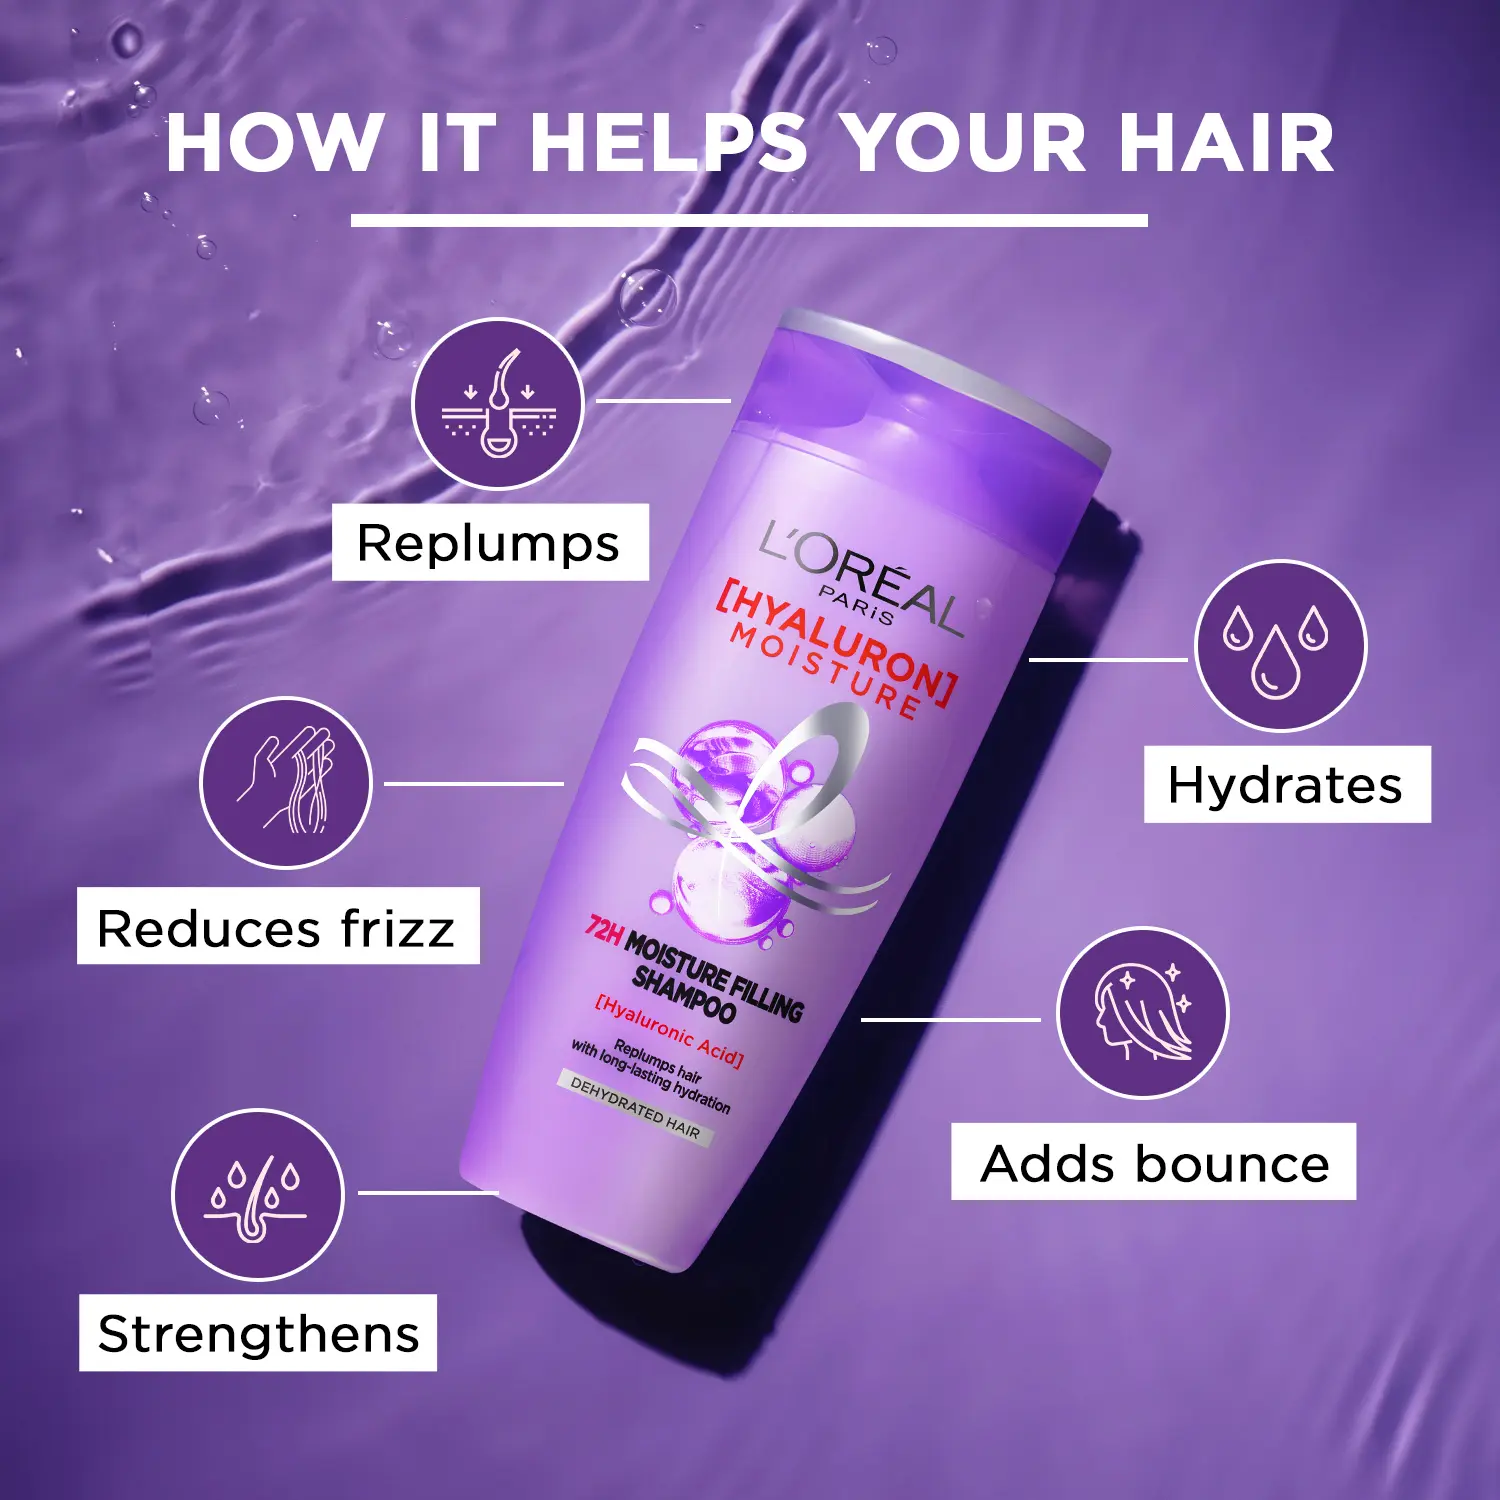 HOW IT HELPS YOUR HAIR
Replumps
Hydrates
Reduces frizz
Adds bounce
Strengthens
L'ORÉAL
PARIS
[HYALURON]
MOISTURE
72H MOISTURE FILLING
SHAMPOO
[Hyaluronic Acid]
Replumps hair
with long-lasting hydration
DEHYDRATED HAIR